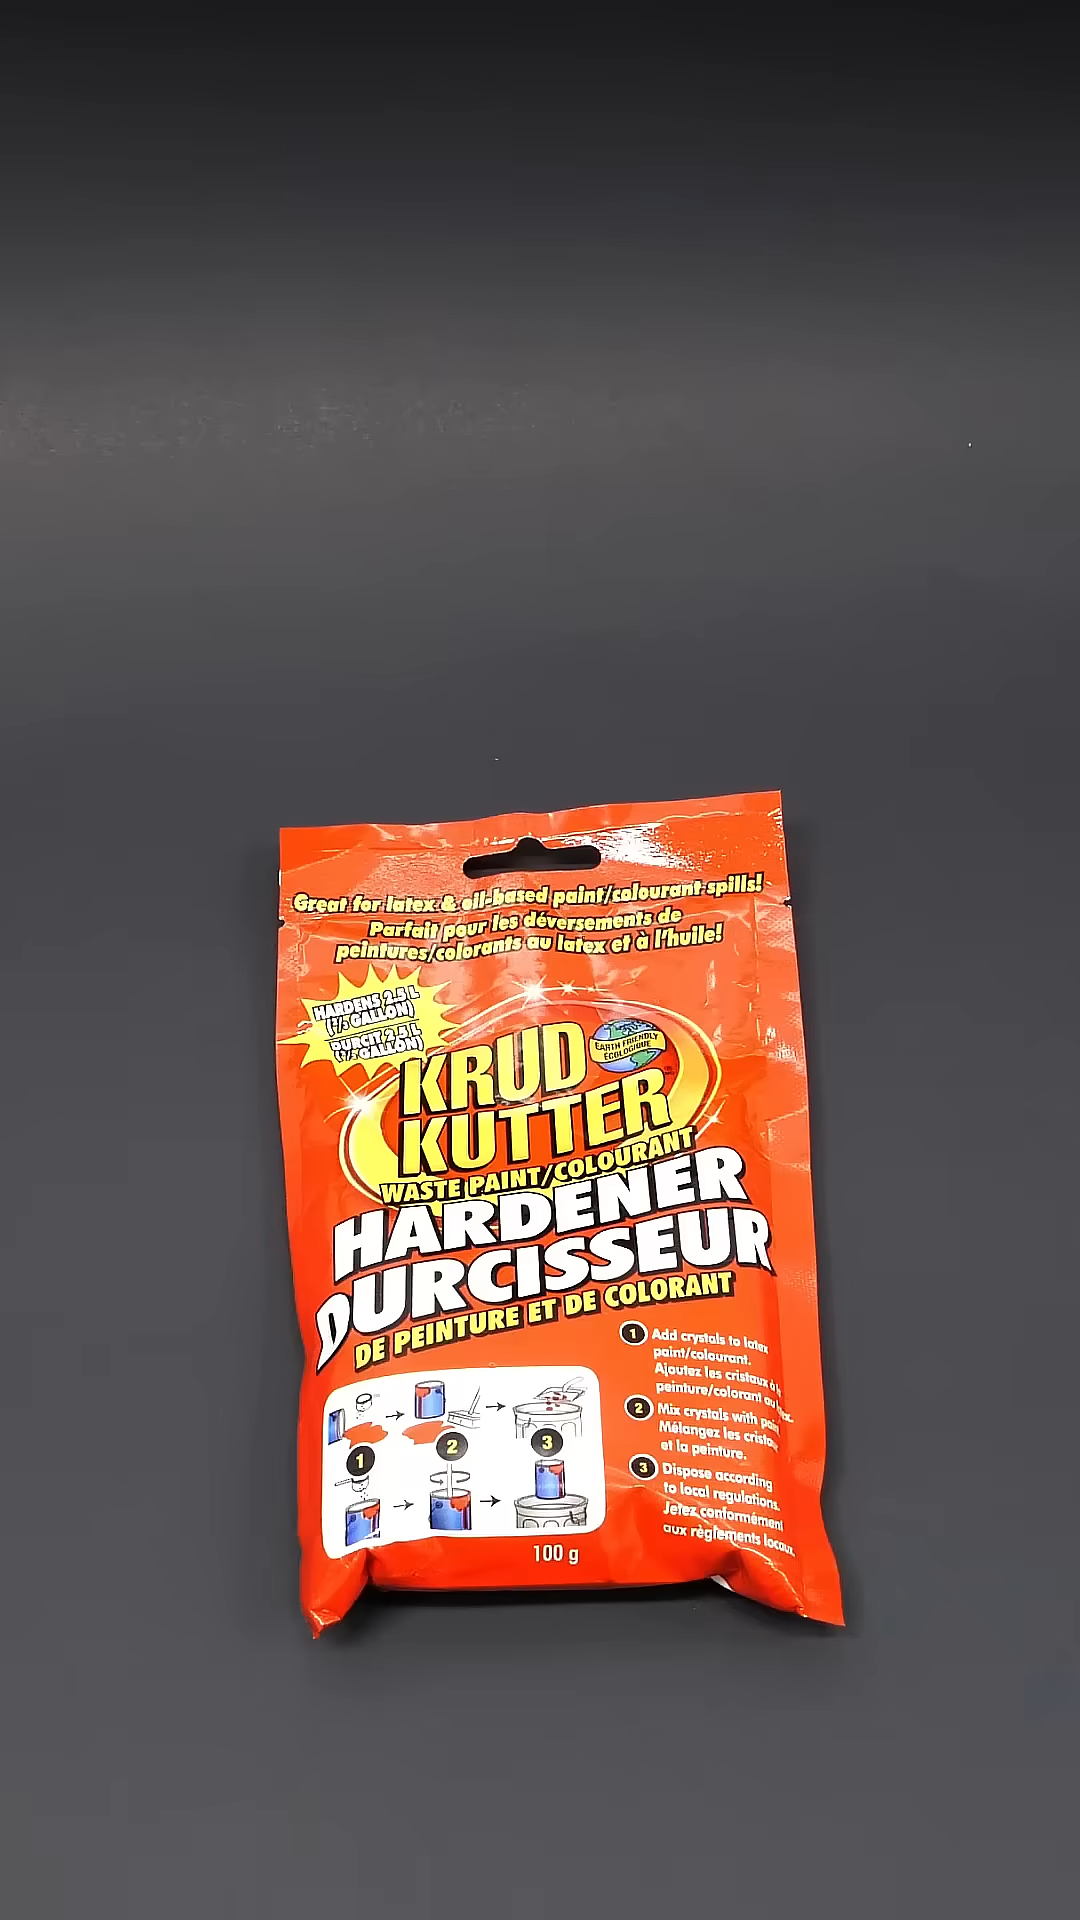 Great for latex & oil-based paint/colourant spills!
Parfait pour les déversements de
peintures/colorants au latex et à l'huile!
HARDENS 2.5 L
(2/3 GALLON)
DURCIT 2.5 L
(2/3 GALLON)
KRUD
KUTTER
EARTH FRIENDLY
ÉCOLOGIQUE
WASTE PAINT/COLOURANT
HARDENER
DURCISSEUR
DE PEINTURE ET DE COLORANT
1 Add crystals to latex
paint/colourant.
Ajoutez les cristaux à
peinture/colorant au
2 Mix crystals with
Mélangez les
et la peinture.
3 Dispose according
to local regulations.
Jetez conformément
aux règlements locaux.
1
2
3
100 g